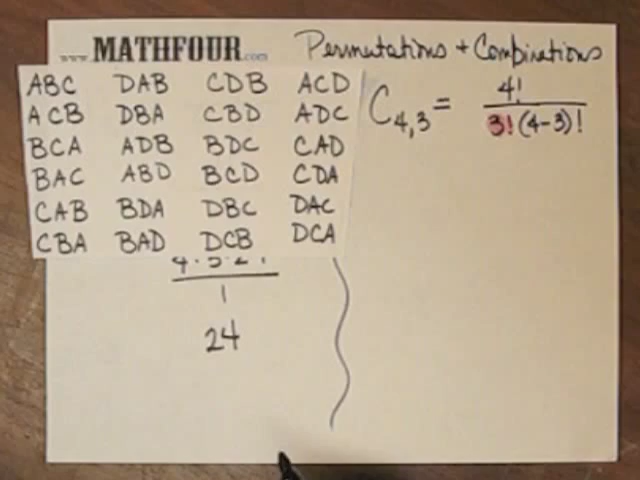 www.MATHFOUR.com
Permutations + Combinations
ABC DAB CDB ACD
ACB DBA CBD ADC
BCA ADB BDC CAD
BAC ABD BCD CDA
CAB BDA DBC DAC
CBA BAD DCB DCA
1
24
C4,3 = 4!
3!(4-3)!